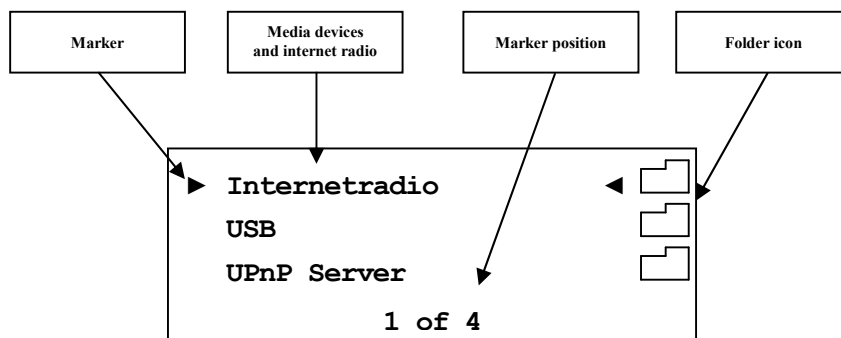 Marker
Media devices
and internet radio
Marker position
Folder icon
Internetradio
USB
UPnP Server
1 of 4